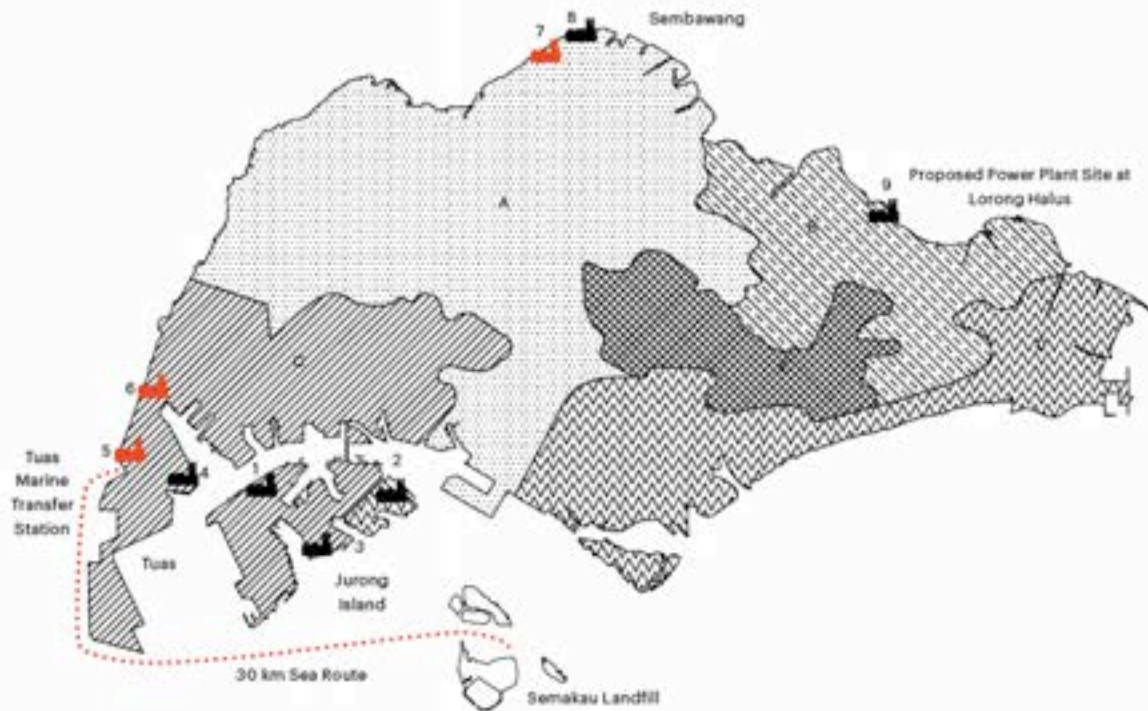 8
Sembawang
7
Proposed Power Plant Site at
Lorong Halus
9
A
6
5
Tuas
Marine
Transfer
Station
4
1
2
3
Tuas
Jurong
Island
30 km Sea Route
Semakau Landfill